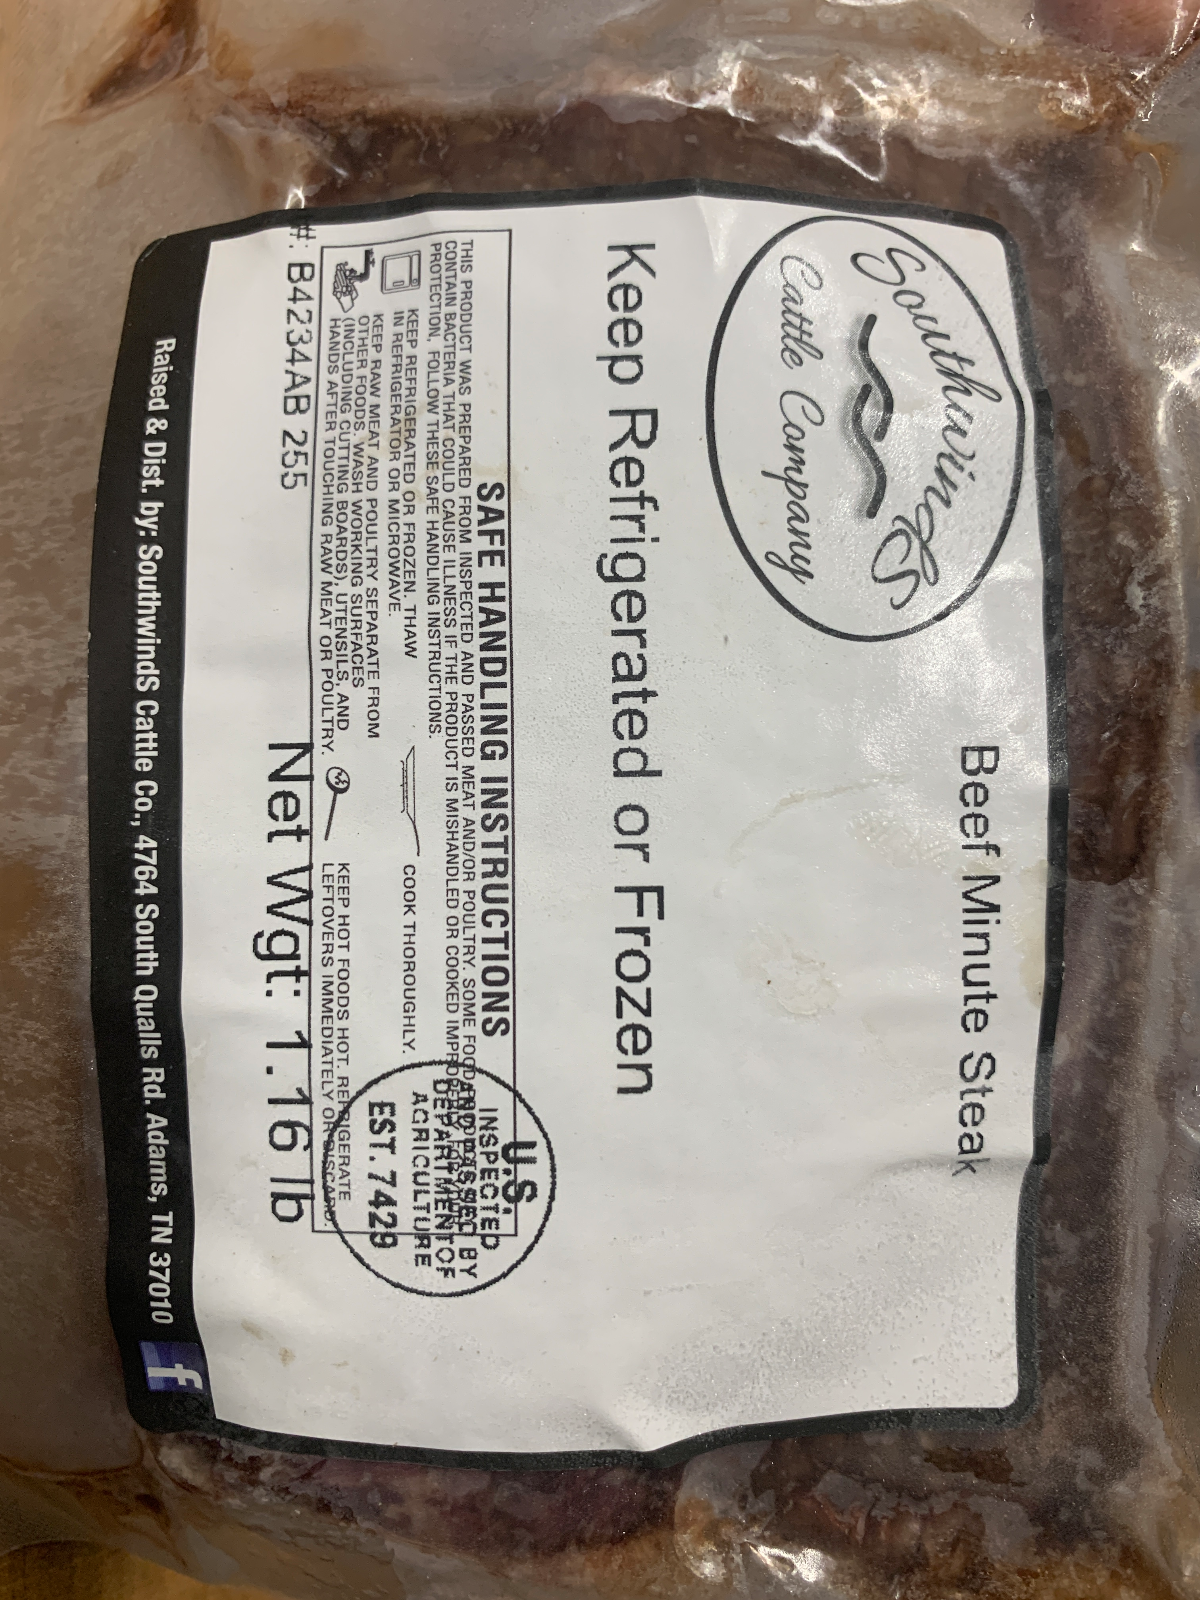 SouthwindS
Cattle Company
Beef Minute Steak
Keep Refrigerated or Frozen
SAFE HANDLING INSTRUCTIONS
THIS PRODUCT WAS PREPARED FROM INSPECTED AND PASSED MEAT AND/OR POULTRY. SOME FOOD PRODUCTS MAY
CONTAIN BACTERIA THAT COULD CAUSE ILLNESS IF THE PRODUCT IS MISHANDLED OR COOKED IMPROPERLY. FOR YOUR
PROTECTION, FOLLOW THESE SAFE HANDLING INSTRUCTIONS.
KEEP REFRIGERATED OR FROZEN. THAW
IN REFRIGERATOR OR MICROWAVE.
KEEP RAW MEAT AND POULTRY SEPARATE FROM
OTHER FOODS. WASH WORKING SURFACES
(INCLUDING CUTTING BOARDS), UTENSILS, AND
HANDS AFTER TOUCHING RAW MEAT OR POULTRY.
COOK THOROUGHLY.
KEEP HOT FOODS HOT. REFRIGERATE
LEFTOVERS IMMEDIATELY OR DISCARD.
U.S.
INSPECTED
AND PASSED BY
DEPARTMENT OF
AGRICULTURE
EST. 7429
#: B4234AB 255
Net Wgt: 1.16 lb
Raised & Dist. by: SouthwindS Cattle Co., 4764 South Qualls Rd. Adams, TN 37010
f